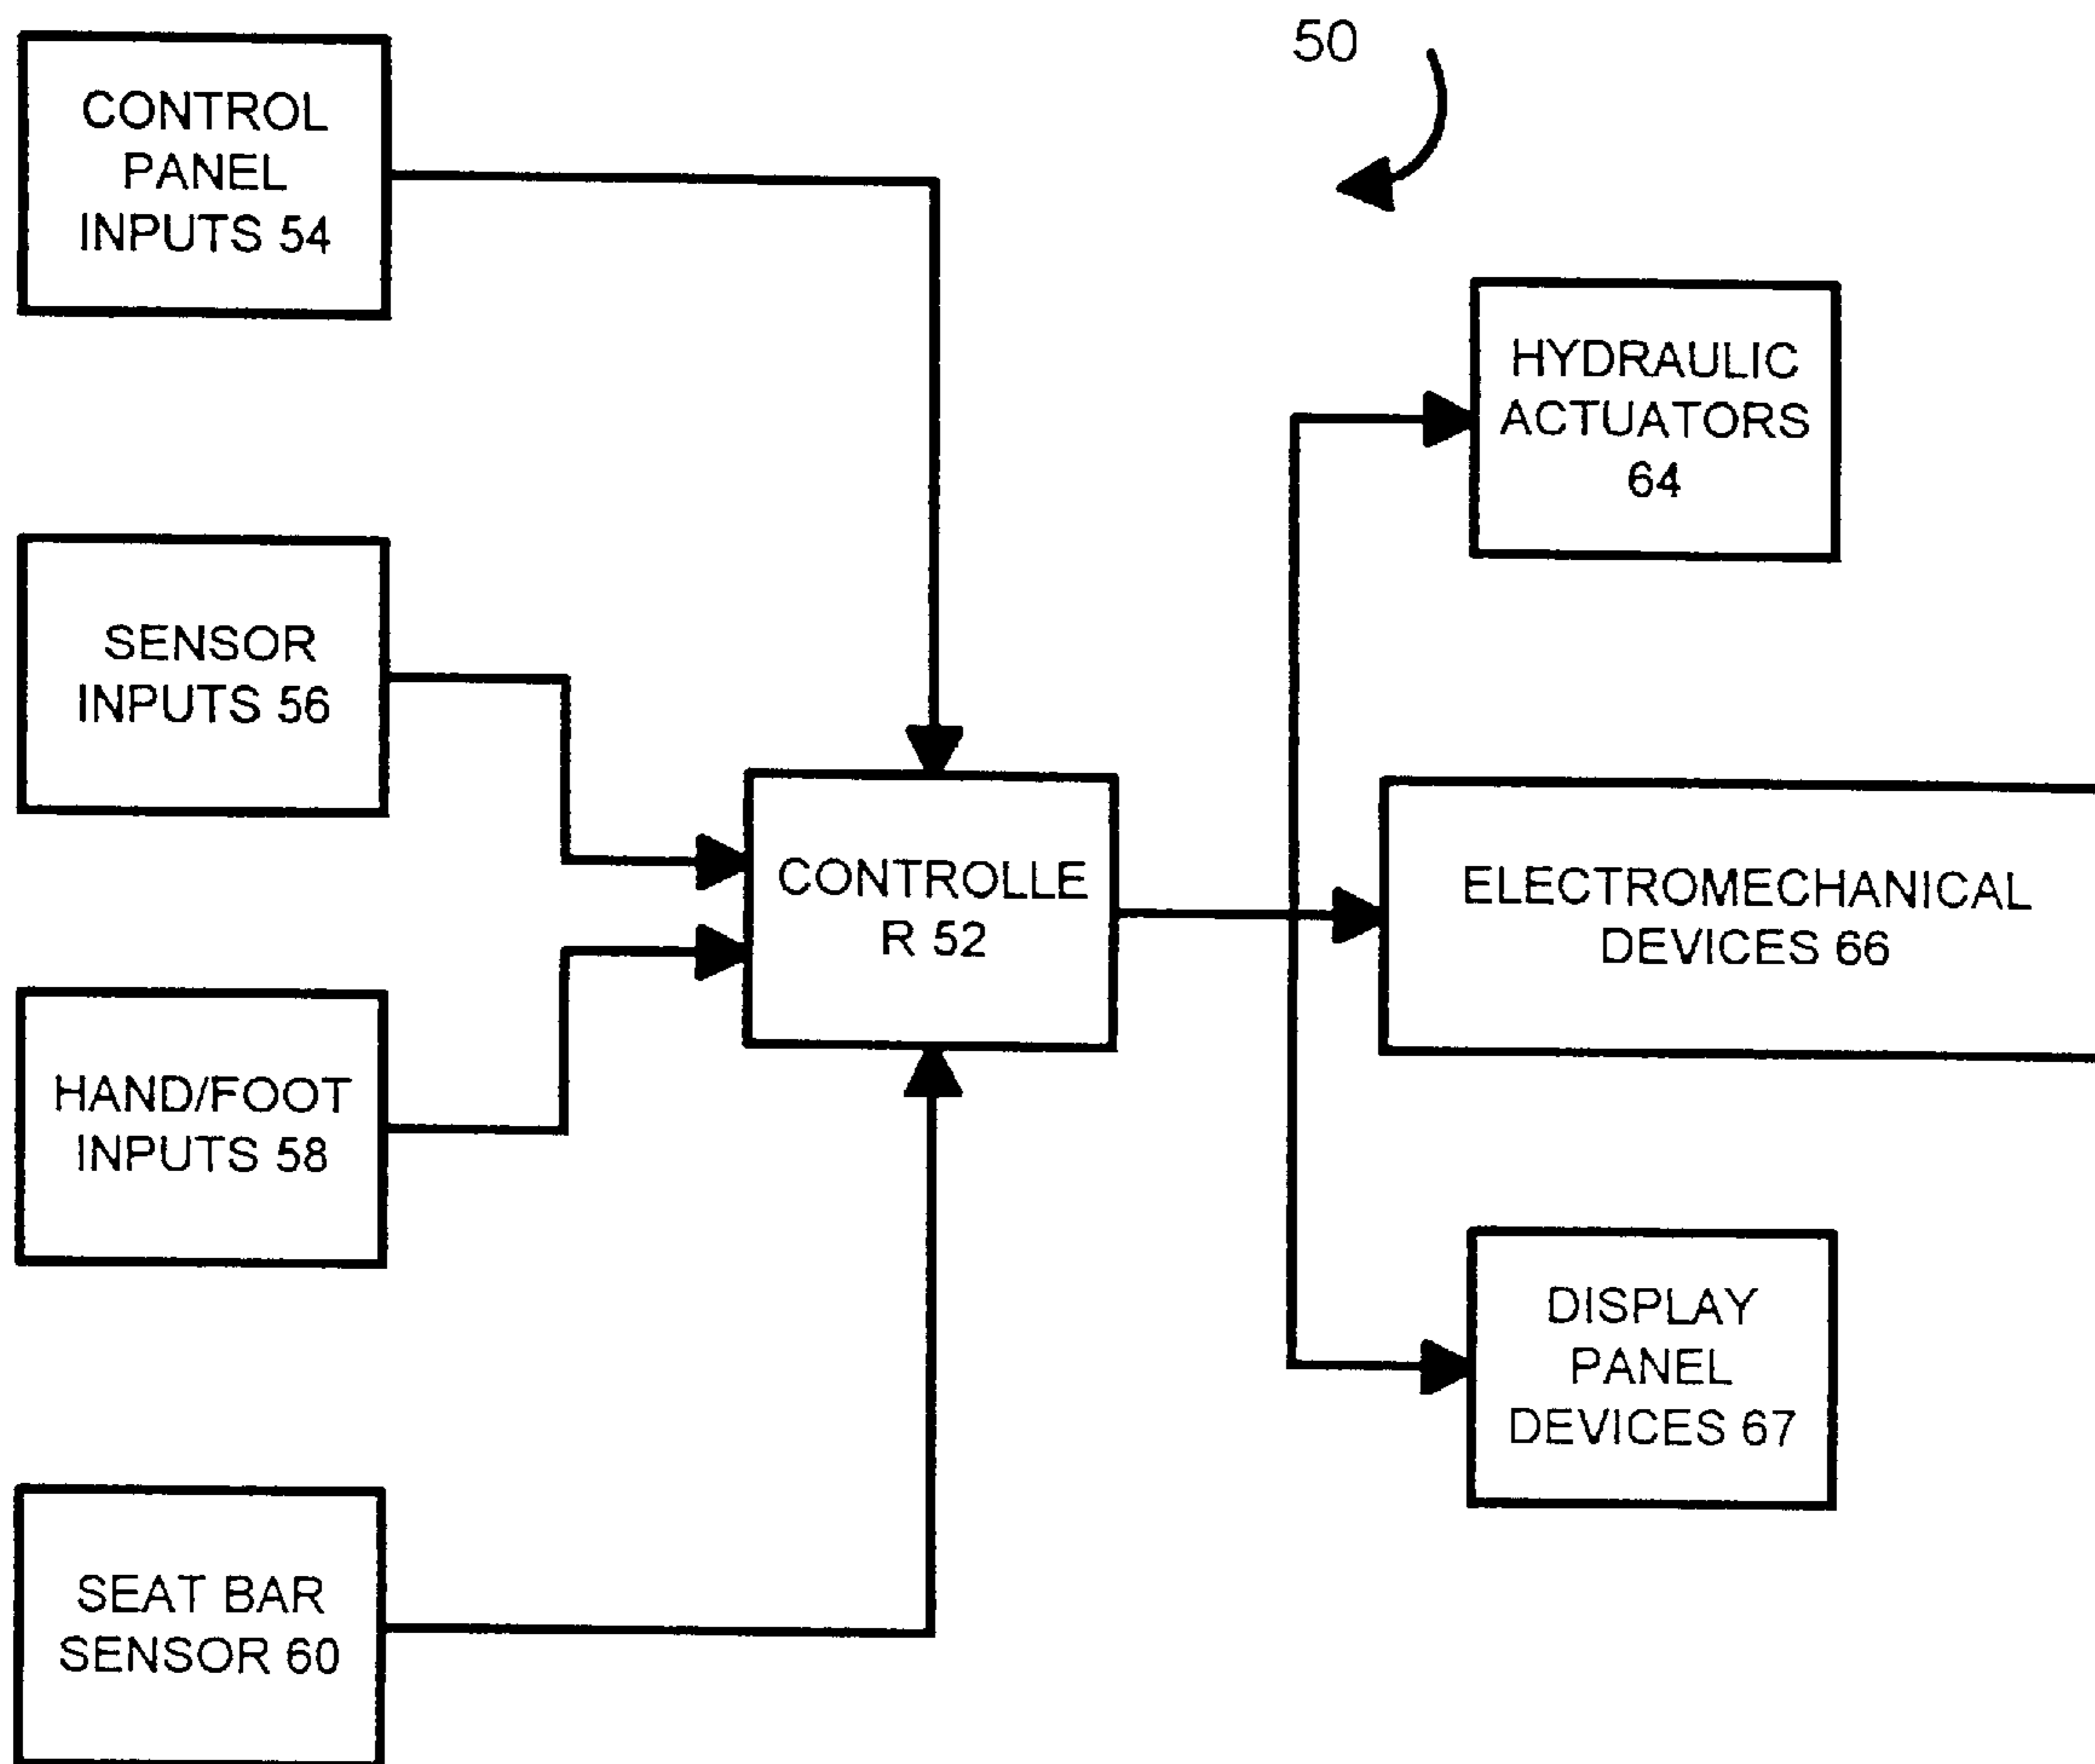 50
CONTROL
PANEL
INPUTS 54
HYDRAULIC
ACTUATORS
64
SENSOR
INPUTS 56
CONTROLLE
R 52
ELECTROMECHANICAL
DEVICES 66
HAND/FOOT
INPUTS 58
DISPLAY
PANEL
DEVICES 67
SEAT BAR
SENSOR 60